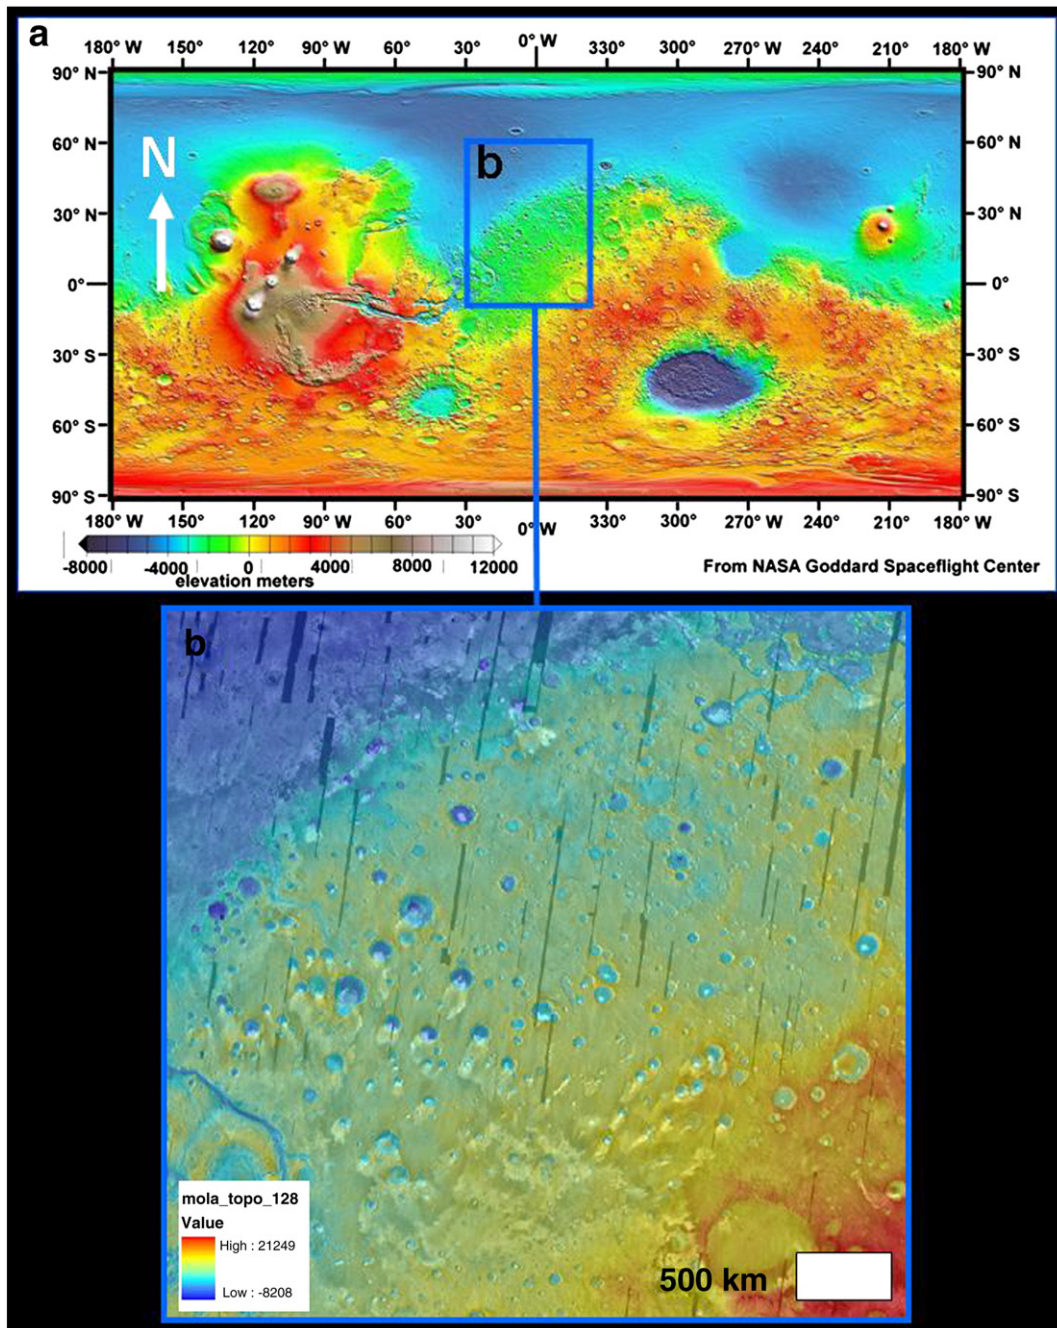 a
180° W 150° 120° 90° W 60° 30° 0° W 330° 300° 270° W 240° 210° 180° W
90° N 90° N
60° N 60° N
N b
30° N 30° N
0° 0°
30° S 30° S
60° S 60° S
90° S 90° S
180° W 150° 120° 90° W 60° 30° 0° W 330° 300° 270° W 240° 210° 180° W
-8000 -4000 0 4000 8000 12000
elevation meters
From NASA Goddard Spaceflight Center
b
mola_topo_128
Value
High : 21249
Low : -8208
500 km